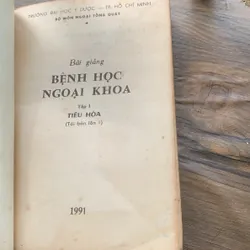 TRƯỜNG ĐẠI HỌC Y DƯỢC — TP. HỒ CHÍ MINH
BỘ MÔN NGOẠI TỔNG QUÁT
Bài giảng
BỆNH HỌC
NGOẠI KHOA
Tập 1
TIÊU HÓA
(Tái bản lần 1)
1991